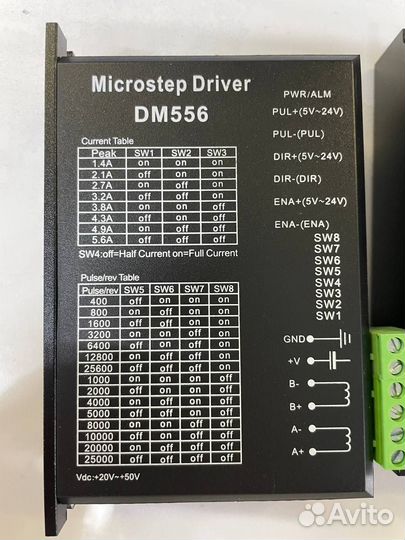 Microstep Driver
DM556
Current Table
Peak SW1 SW2 SW3
1.4A on on on
2.1A off on on
2.7A on off on
3.2A off off on
3.8A on on off
4.3A off on off
4.9A on off off
5.6A off off off
SW4:off=Half Current on=Full Current
Pulse/rev Table
Pulse/rev SW5 SW6 SW7 SW8
400 off on on on
800 on off on on
1600 off off on on
3200 on on off on
6400 off on off on
12800 on off off on
25600 off off off on
1000 on on on off
2000 off on on off
4000 on off on off
5000 off off on off
8000 on on off off
10000 off on off off
20000 on off off off
25000 off off off off
Vdc:+20V~+50V
PWR/ALM
PUL+(5V~24V)
PUL-(PUL)
DIR+(5V~24V)
DIR-(DIR)
ENA+(5V~24V)
ENA-(ENA)
SW8
SW7
SW6
SW5
SW4
SW3
SW2
SW1
GND
+V
B-
B+
A-
A+
Avito